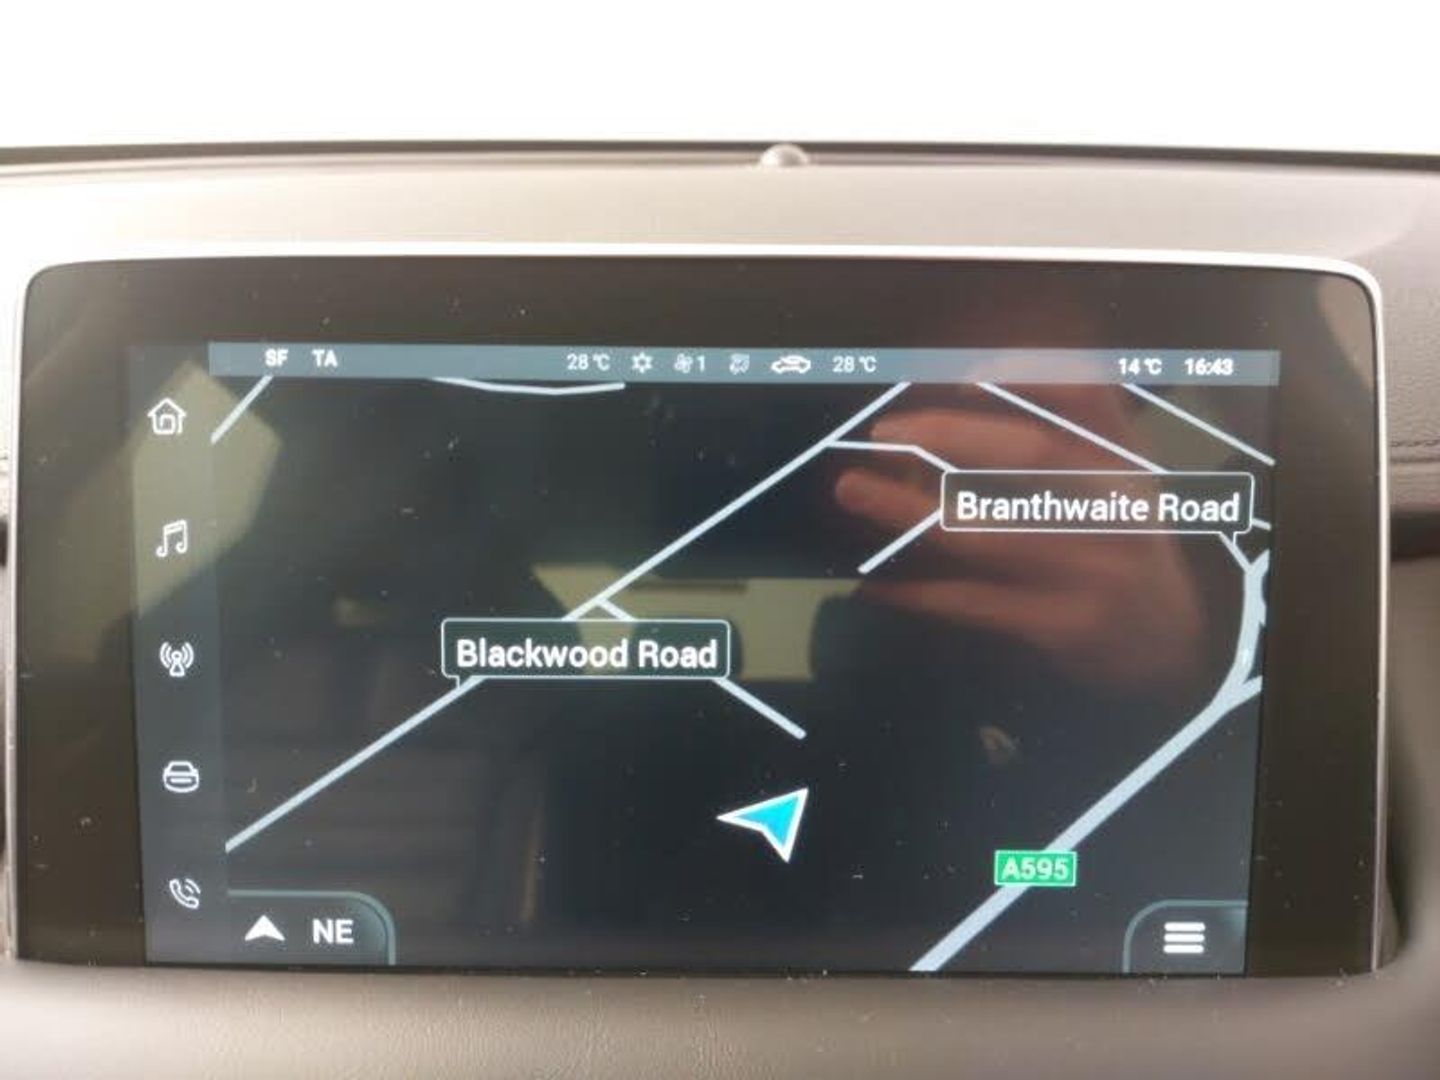 SF TA 28°C 1 28°C 14°C 16:43
Branthwaite Road
Blackwood Road
A595
NE